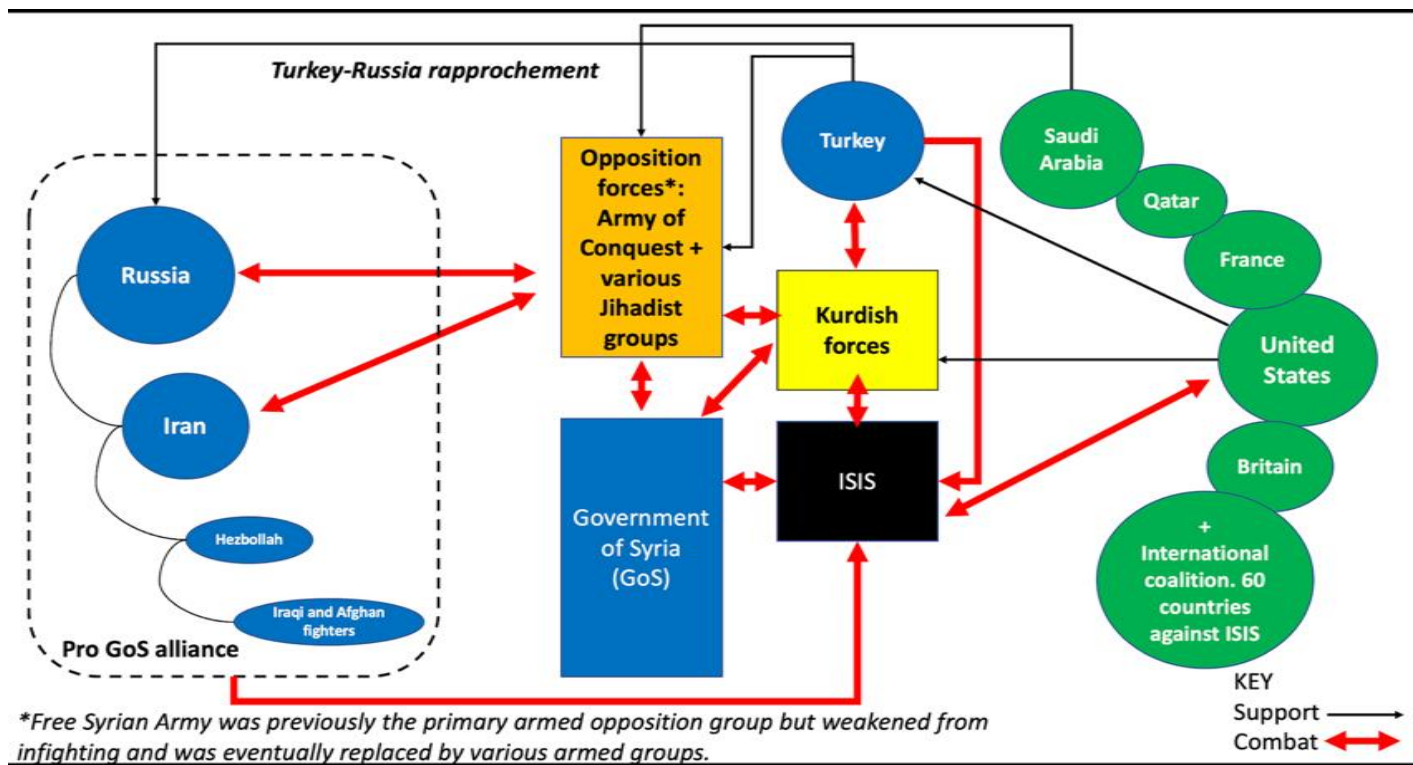 Turkey-Russia rapprochement
Russia
Iran
Hezbollah
Iraqi and Afghan
fighters
Pro GoS alliance
Opposition
forces*:
Army of
Conquest +
various
Jihadist
groups
Government
of Syria
(GoS)
Turkey
Kurdish
forces
ISIS
Saudi
Arabia
Qatar
France
United
States
Britain
+
International
coalition. 60
countries
against ISIS
KEY
Support
Combat
*Free Syrian Army was previously the primary armed opposition group but weakened from
infighting and was eventually replaced by various armed groups.